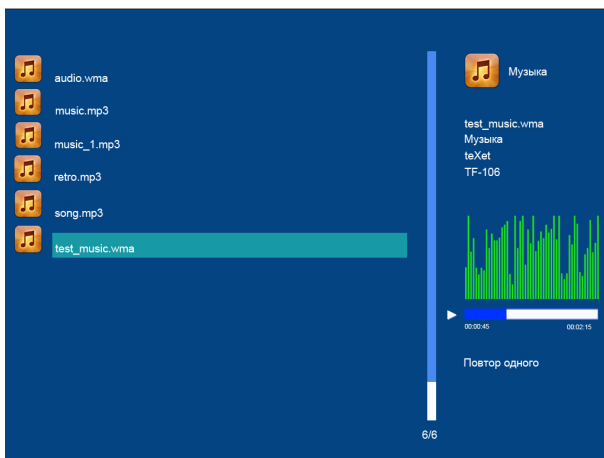 audio.wma
music.mp3
music_1.mp3
retro.mp3
song.mp3
test_music.wma
6/6
Музыка
test_music.wma
Музыка
teXet
TF-106
00:00:45 00:02:15
Повтор одного